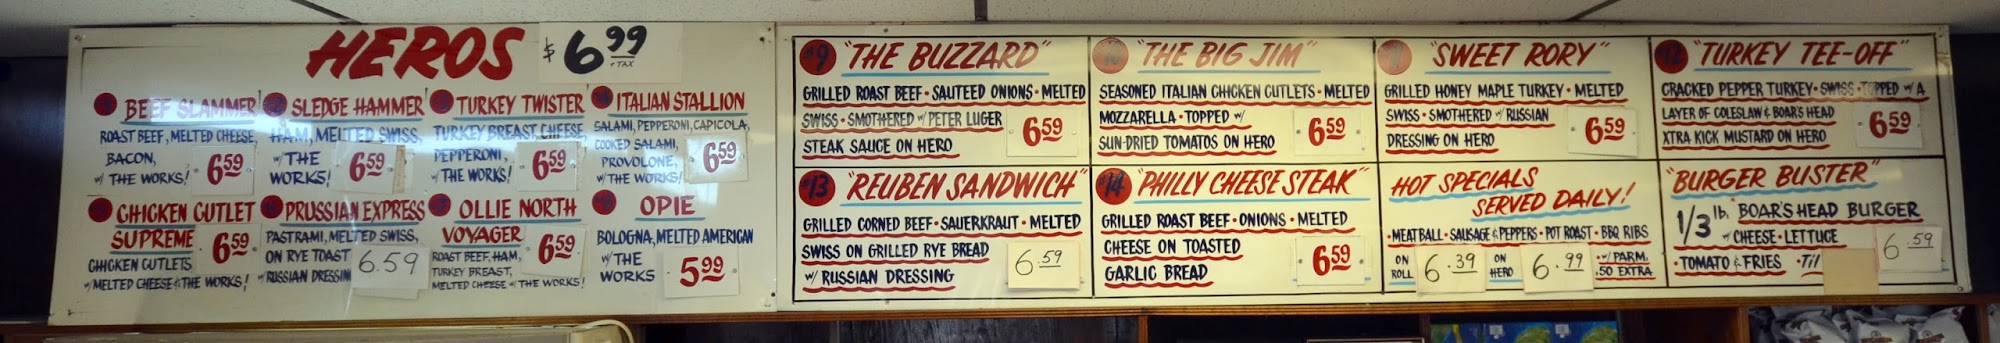 HEROS $6.99
+ TAX
BEEF SLAMMER
ROAST BEEF, MELTED CHEESE,
BACON,
W/ THE WORKS!
6.59
#2 SLEDGE HAMMER
HAM, MELTED SWISS,
W/ THE
WORKS!
6.59
TURKEY TWISTER
TURKEY BREAST, CHEESE,
PEPPERONI,
W/ THE WORKS!
6.59
ITALIAN STALLION
SALAMI, PEPPERONI, CAPICOLA,
COOKED SALAMI,
PROVOLONE,
W/ THE WORKS!
6.59
CHICKEN CUTLET
SUPREME
CHICKEN CUTLETS
W/ MELTED CHEESE & THE WORKS!
6.59
PRUSSIAN EXPRESS
PASTRAMI, MELTED SWISS,
ON RYE TOAST
W/ RUSSIAN DRESSIN
6.59
OLLIE NORTH
VOYAGER
ROAST BEEF, HAM,
TURKEY BREAST,
MELTED CHEESE W/ THE WORKS!
6.59
OPIE
BOLOGNA, MELTED AMERICAN
W/ THE
WORKS
5.99
#9 "THE BUZZARD"
GRILLED ROAST BEEF • SAUTEED ONIONS • MELTED
SWISS • SMOTHERED W/ PETER LUGER
STEAK SAUCE ON HERO
6.59
10 "THE BIG JIM"
SEASONED ITALIAN CHICKEN CUTLETS • MELTED
MOZZARELLA • TOPPED W/
SUN-DRIED TOMATOS ON HERO
6.59
"SWEET RORY"
GRILLED HONEY MAPLE TURKEY • MELTED
SWISS • SMOTHERED W/ RUSSIAN
DRESSING ON HERO
6.59
12 "TURKEY TEE-OFF"
CRACKED PEPPER TURKEY • SWISS • TOPPED W/ A
LAYER OF COLESLAW & BOAR'S HEAD
XTRA KICK MUSTARD ON HERO
6.59
#13 "REUBEN SANDWICH"
GRILLED CORNED BEEF • SAUERKRAUT • MELTED
SWISS ON GRILLED RYE BREAD
W/ RUSSIAN DRESSING
6.59
#14 "PHILLY CHEESE STEAK"
GRILLED ROAST BEEF • ONIONS • MELTED
CHEESE ON TOASTED
GARLIC BREAD
6.59
HOT SPECIALS
SERVED DAILY!
• MEATBALL • SAUSAGE & PEPPERS • POT ROAST • BBQ RIBS
ON ROLL 6.39 ON HERO 6.99 • W/ PARM. .50 EXTRA
"BURGER BUSTER"
1/3 lb. BOAR'S HEAD BURGER
W/ CHEESE • LETTUCE
• TOMATO & FRIES • Til
6.59